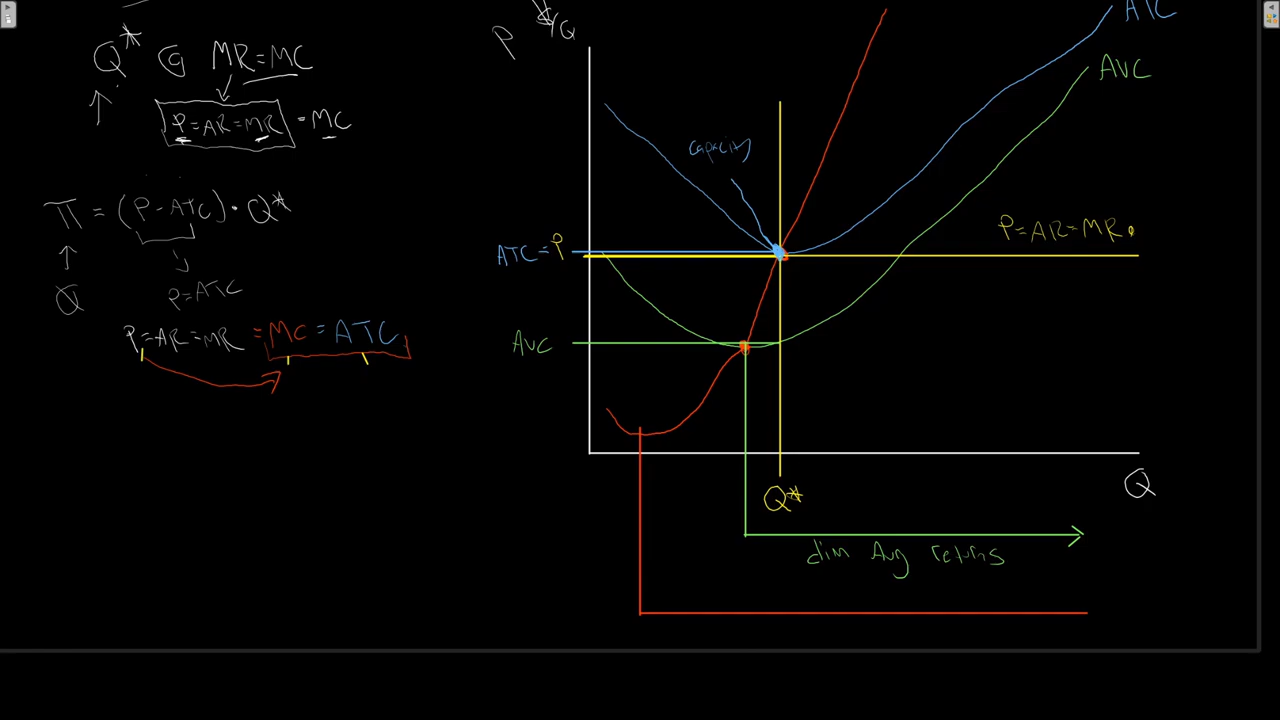 Q* @ MR=MC
P=AR=MR = MC
π = (P-ATC)·Q*
Q
P=ATC
P=AR=MR = MC = ATC
P $/Q
ATC
AVC
capacity
P=AR=MR
ATC=P
AVC
Q
Q*
dim Avg returns